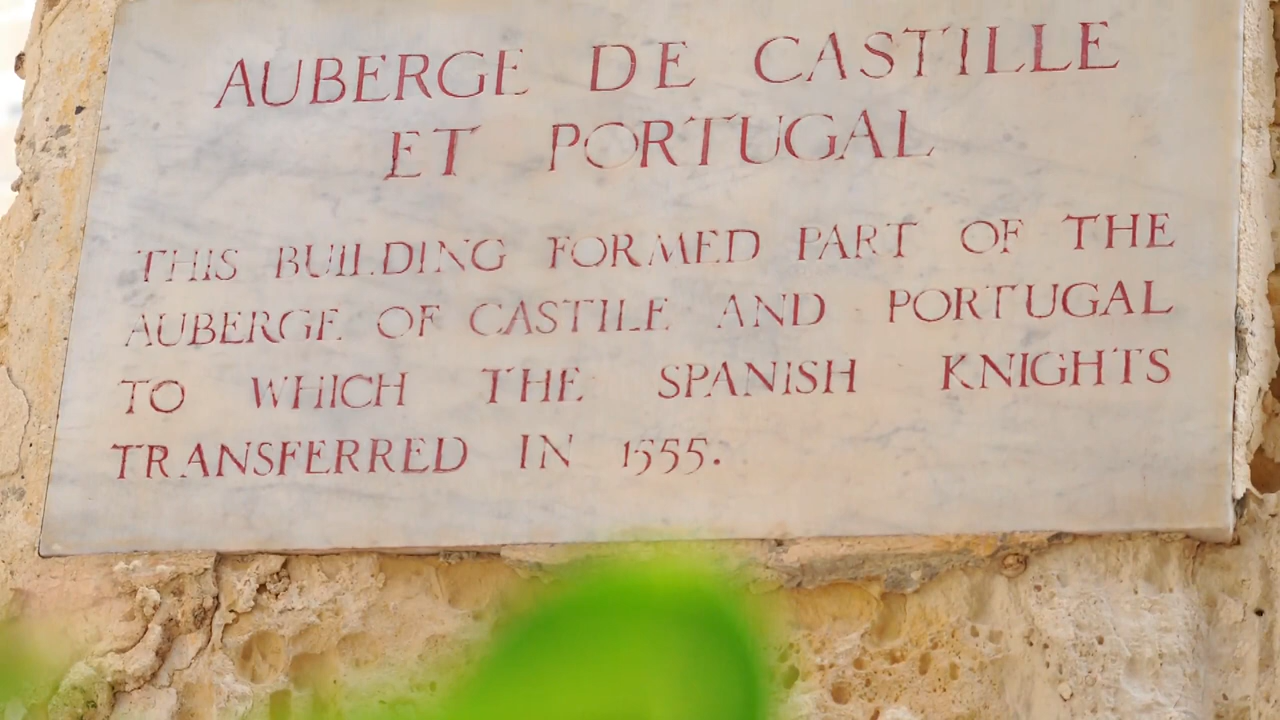 AUBERGE DE CASTILLE
ET PORTUGAL
THIS BUILDING FORMED PART OF THE
AUBERGE OF CASTILE AND PORTUGAL
TO WHICH THE SPANISH KNIGHTS
TRANSFERRED IN 1555.